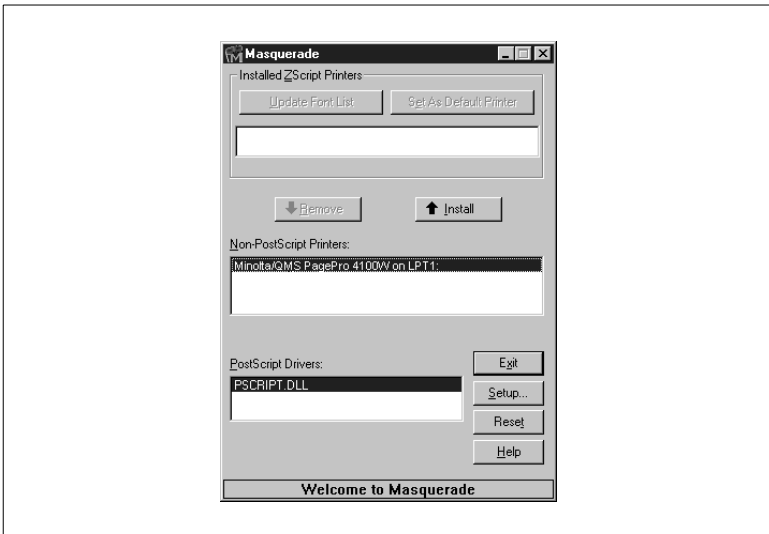 Masquerade
Installed ZScript Printers
Update Font List
Set As Default Printer
Remove
Install
Non-PostScript Printers:
Minolta/QMS PagePro 4100W on LPT1:
PostScript Drivers:
PSCRIPT.DLL
Exit
Setup...
Reset
Help
Welcome to Masquerade